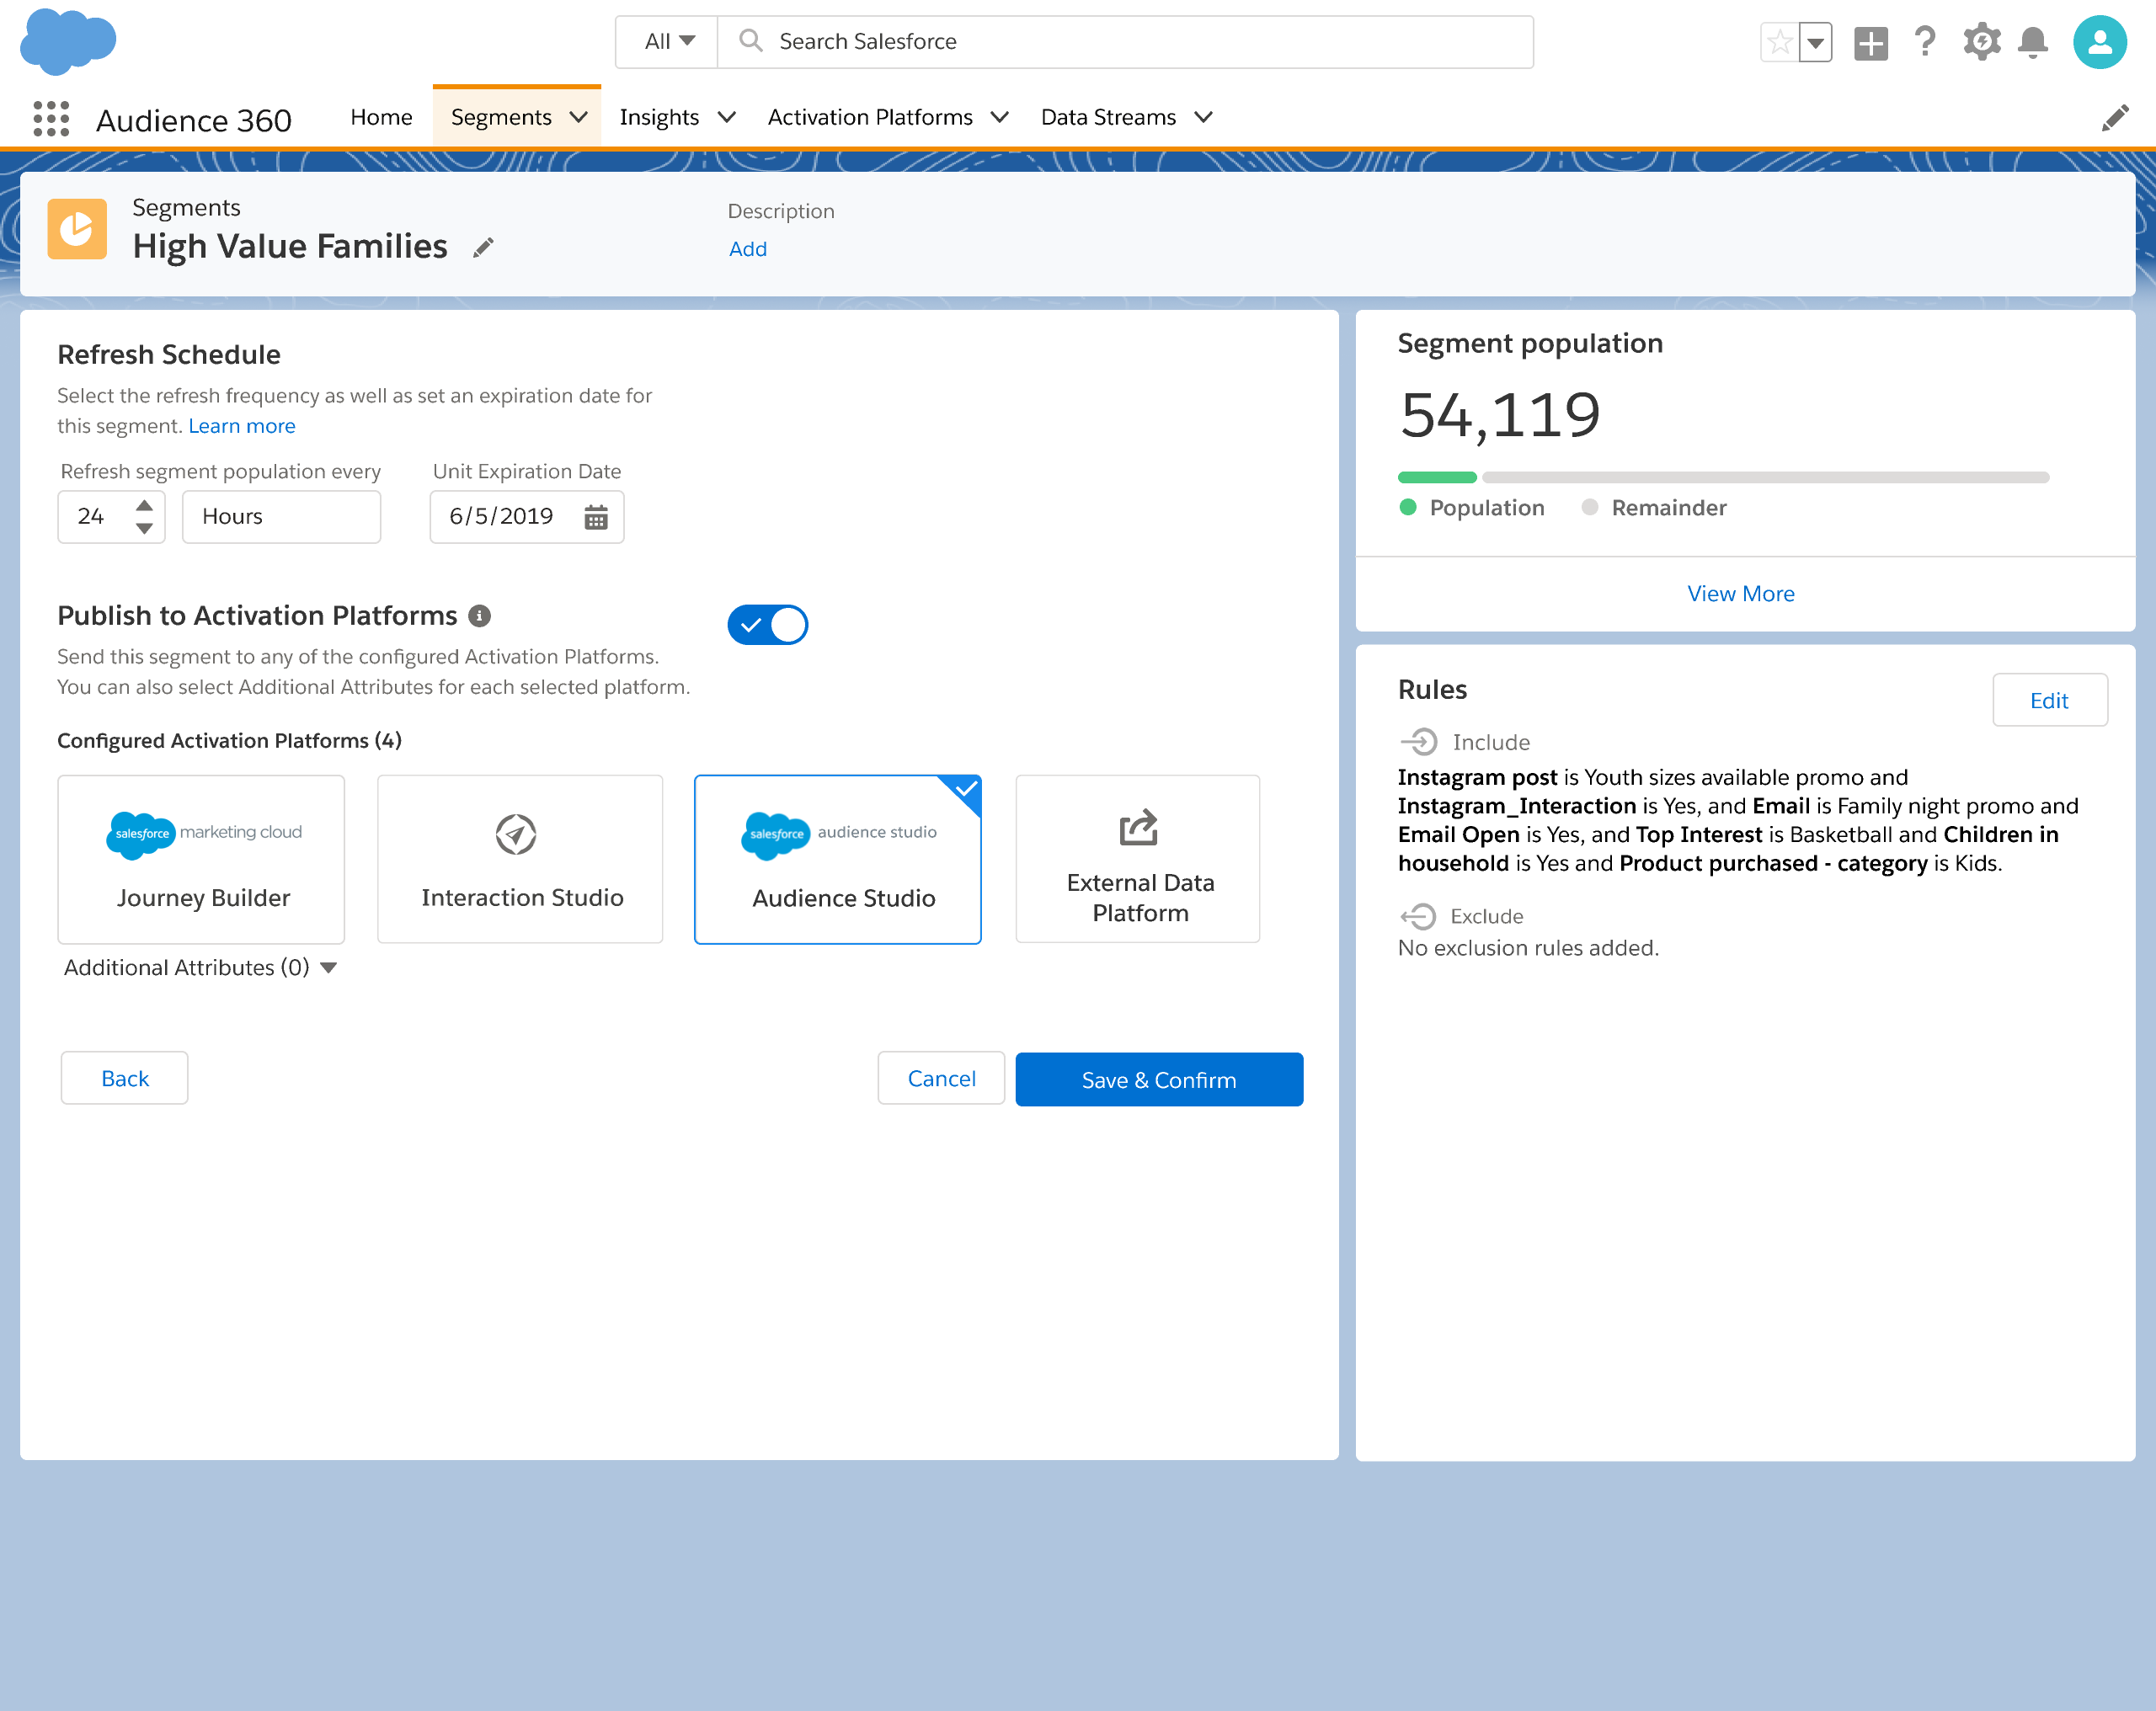 All
Search Salesforce
Audience 360
Home
Segments
Insights
Activation Platforms
Data Streams
Segments
High Value Families
Description
Add
Refresh Schedule
Select the refresh frequency as well as set an expiration date for
this segment. Learn more
Refresh segment population every
Unit Expiration Date
24
Hours
6/5/2019
Publish to Activation Platforms
Send this segment to any of the configured Activation Platforms.
You can also select Additional Attributes for each selected platform.
Configured Activation Platforms (4)
salesforce marketing cloud
Journey Builder
Interaction Studio
salesforce audience studio
Audience Studio
External Data
Platform
Additional Attributes (0)
Back
Cancel
Save & Confirm
Segment population
54,119
Population
Remainder
View More
Rules
Edit
Include
Instagram post is Youth sizes available promo and
Instagram_Interaction is Yes, and Email is Family night promo and
Email Open is Yes, and Top Interest is Basketball and Children in
household is Yes and Product purchased - category is Kids.
Exclude
No exclusion rules added.